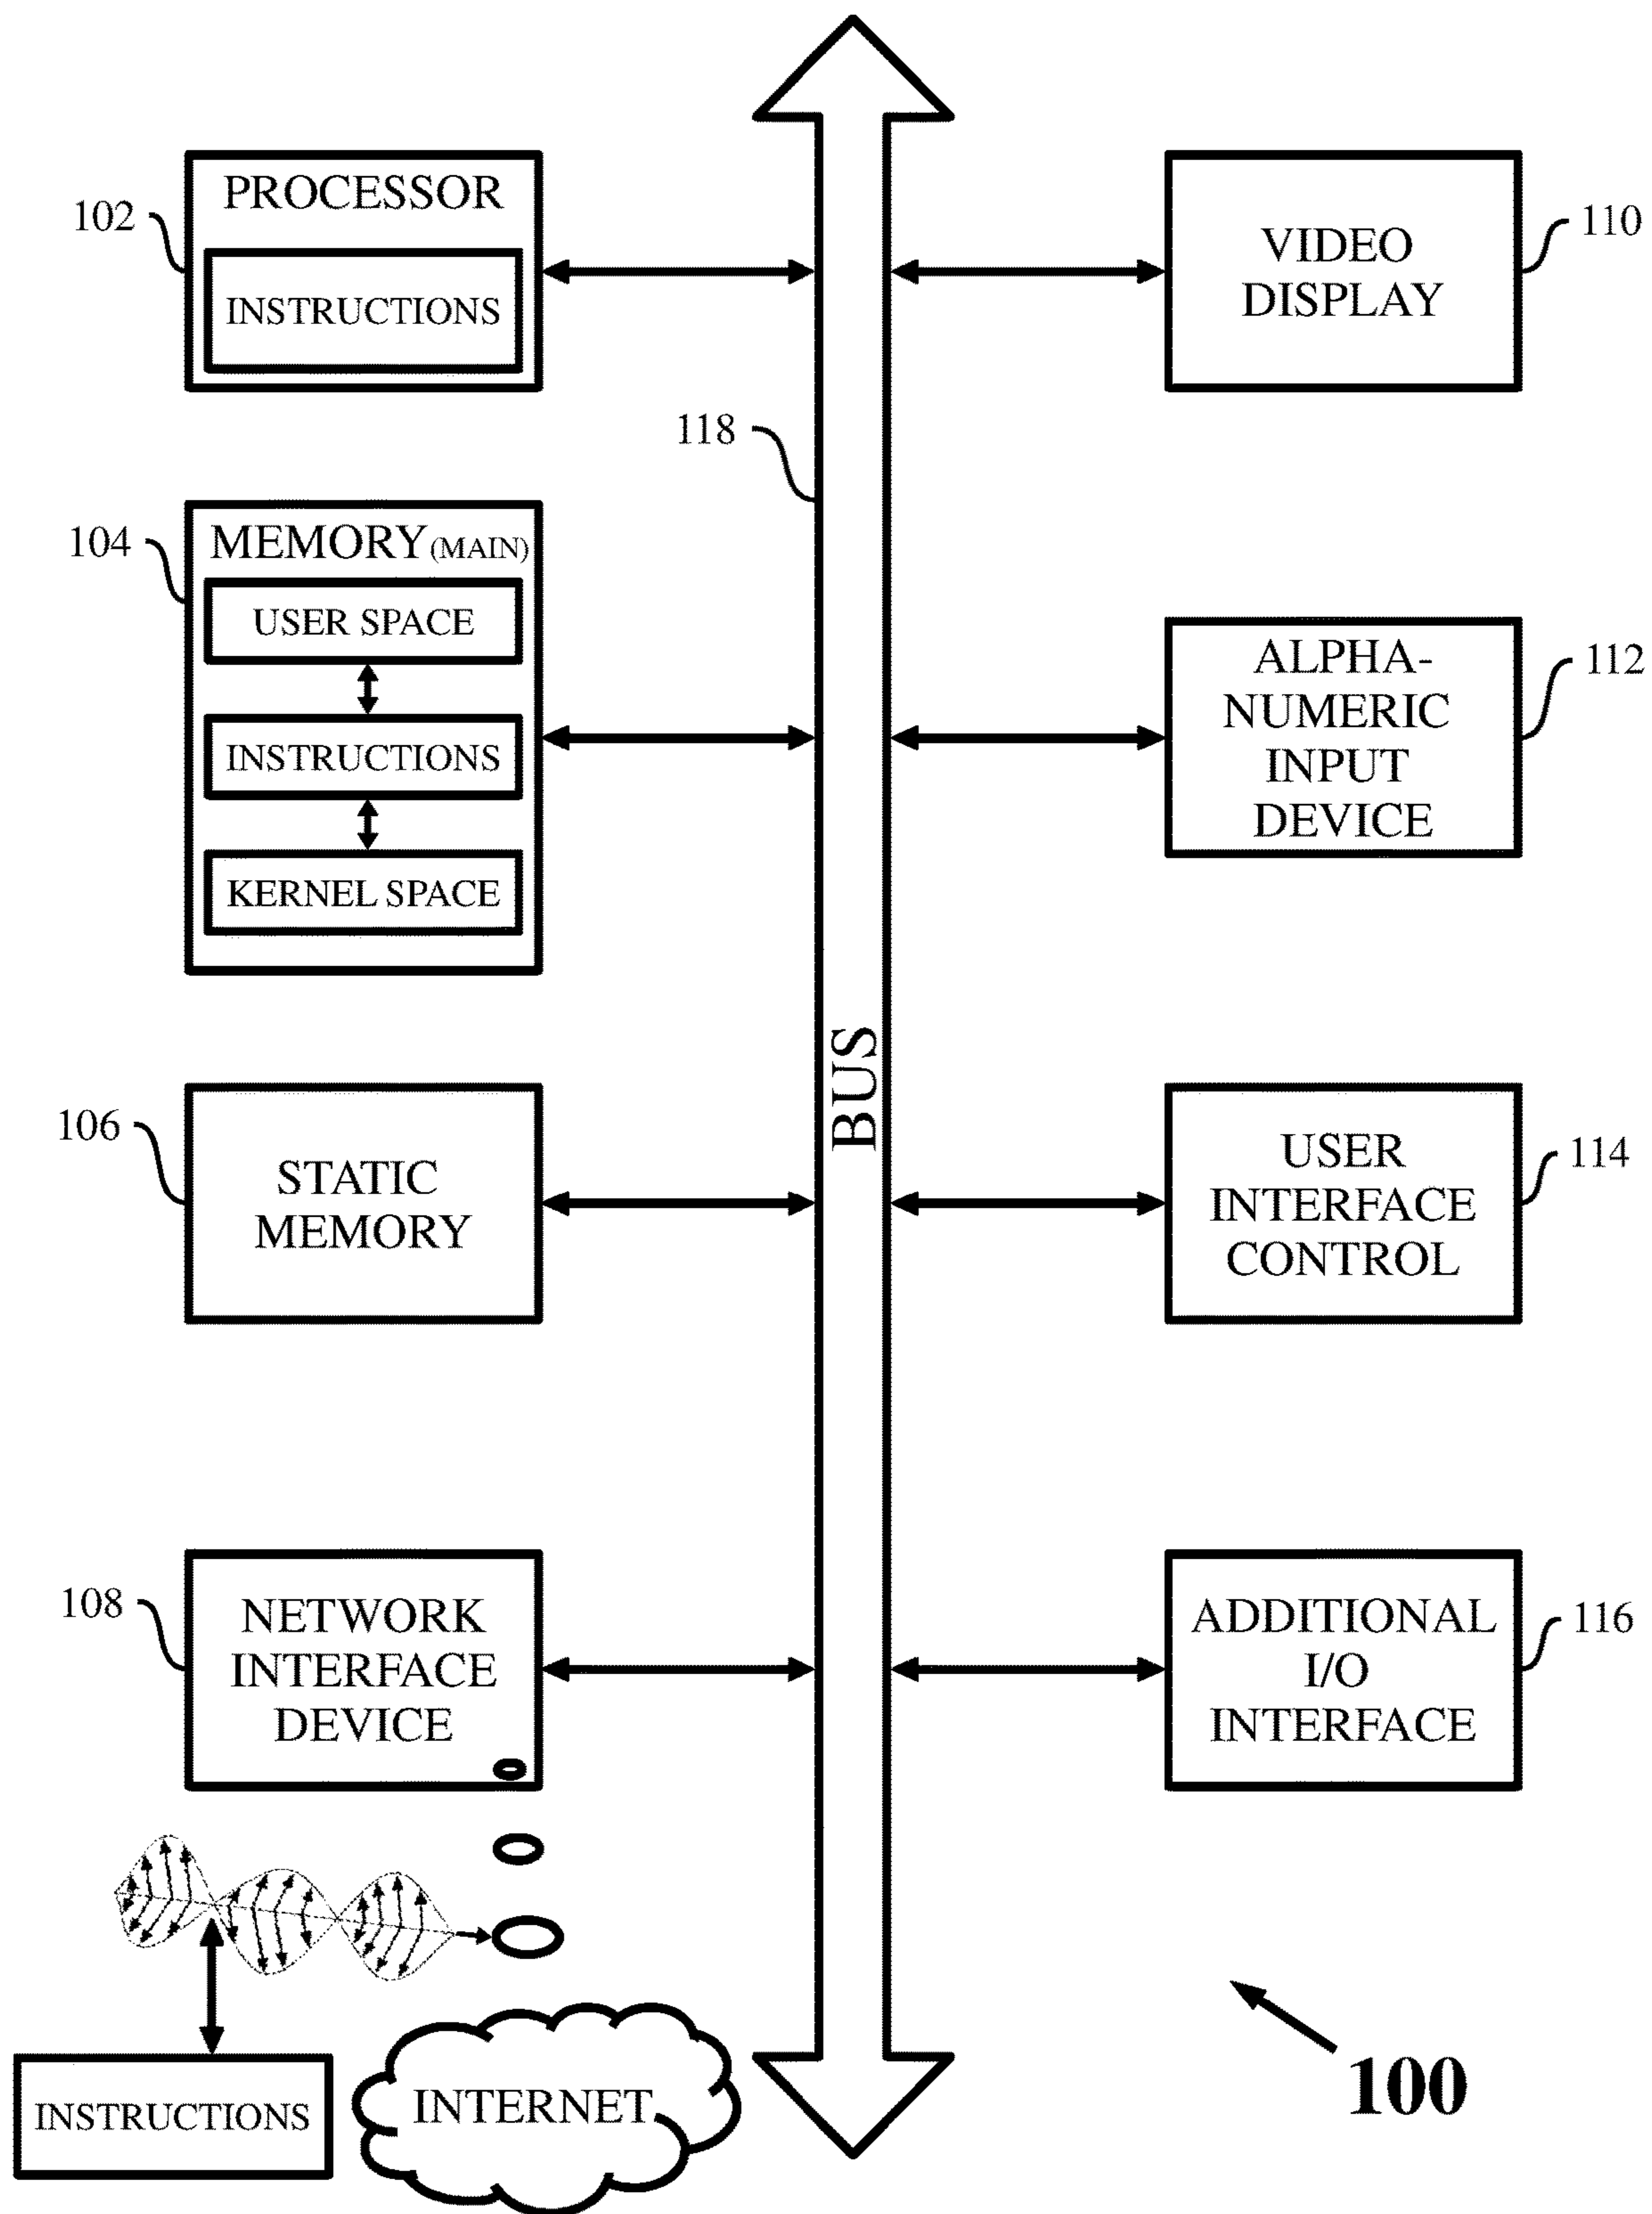 PROCESSOR
102
INSTRUCTIONS
110
VIDEO
DISPLAY
118
104
MEMORY (MAIN)
USER SPACE
INSTRUCTIONS
KERNEL SPACE
112
ALPHA-
NUMERIC
INPUT
DEVICE
BUS
106
STATIC
MEMORY
114
USER
INTERFACE
CONTROL
108
NETWORK
INTERFACE
DEVICE
116
ADDITIONAL
I/O
INTERFACE
INSTRUCTIONS
INTERNET
100